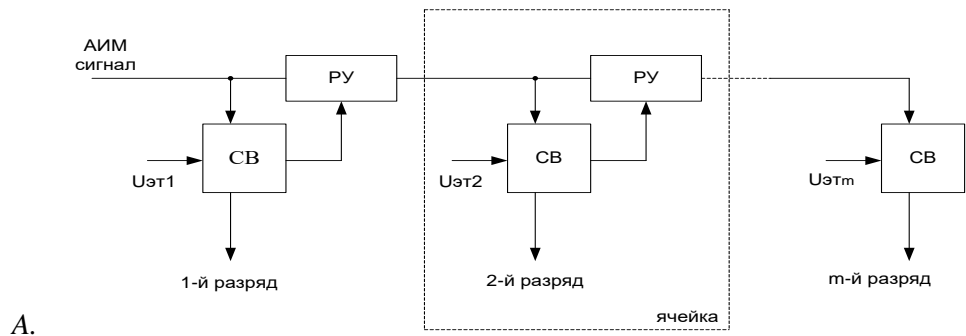 АИМ
сигнал
РУ
РУ
СВ
СВ
СВ
Uэт1
Uэт2
Uэтm
1-й разряд
2-й разряд
m-й разряд
ячейка
А.